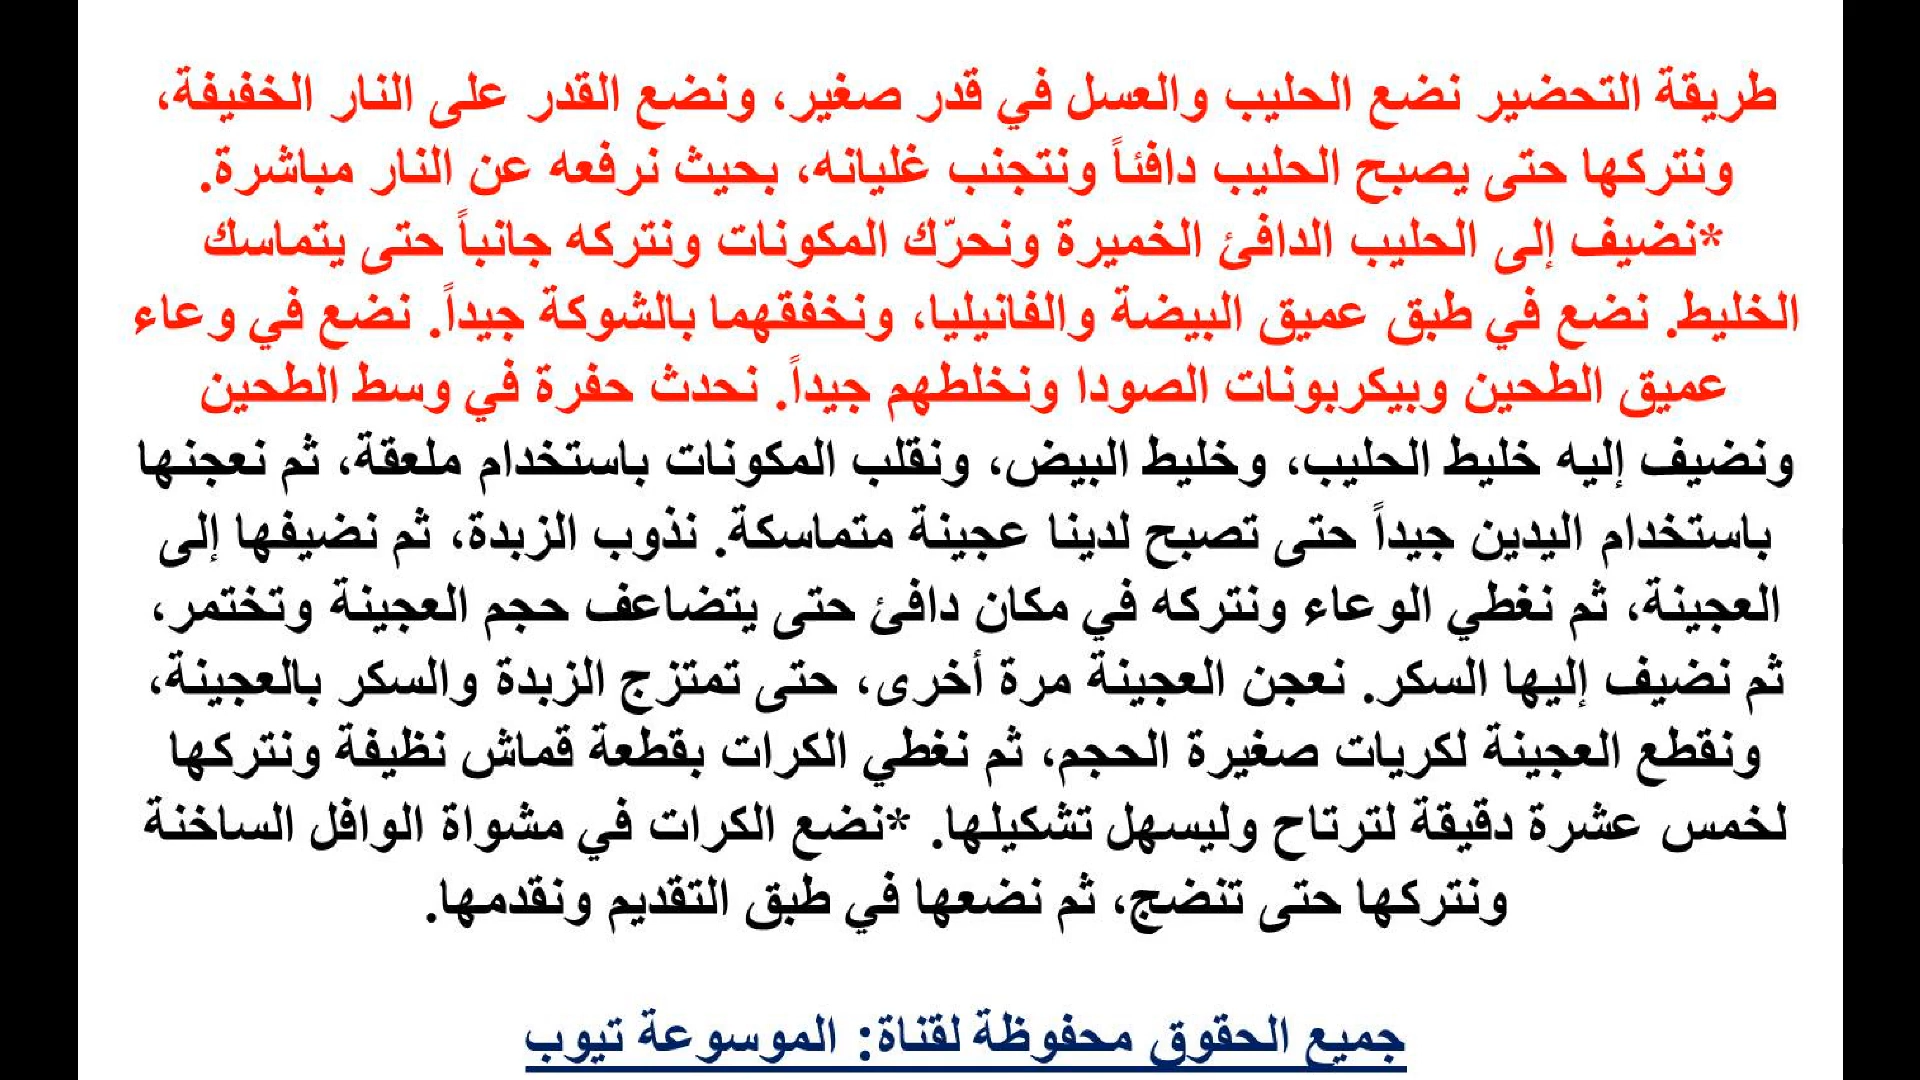 طريقة التحضير نضع الحليب والعسل في قدر صغير، ونضع القدر على النار الخفيفة،
ونتركها حتى يصبح الحليب دافئاً ونتجنب غليانه، بحيث نرفعه عن النار مباشرة.
*نضيف إلى الحليب الدافئ الخميرة ونحرّك المكونات ونتركه جانباً حتى يتماسك
الخليط. نضع في طبق عميق البيضة والفانيليا، ونخفقهما بالشوكة جيداً. نضع في وعاء
عميق الطحين وبيكربونات الصودا ونخلطهم جيداً. نحدث حفرة في وسط الطحين
ونضيف إليه خليط الحليب، وخليط البيض، ونقلب المكونات باستخدام ملعقة، ثم نعجنها
باستخدام اليدين جيداً حتى تصبح لدينا عجينة متماسكة. نذوب الزبدة، ثم نضيفها إلى
العجينة، ثم نغطي الوعاء ونتركه في مكان دافئ حتى يتضاعف حجم العجينة وتختمر،
ثم نضيف إليها السكر. نعجن العجينة مرة أخرى، حتى تمتزج الزبدة والسكر بالعجينة،
ونقطع العجينة لكريات صغيرة الحجم، ثم نغطي الكرات بقطعة قماش نظيفة ونتركها
لخمس عشرة دقيقة لترتاح وليسهل تشكيلها. *نضع الكرات في مشواة الوافل الساخنة
ونتركها حتى تنضج، ثم نضعها في طبق التقديم ونقدمها.
جميع الحقوق محفوظة لقناة: الموسوعة تيوب